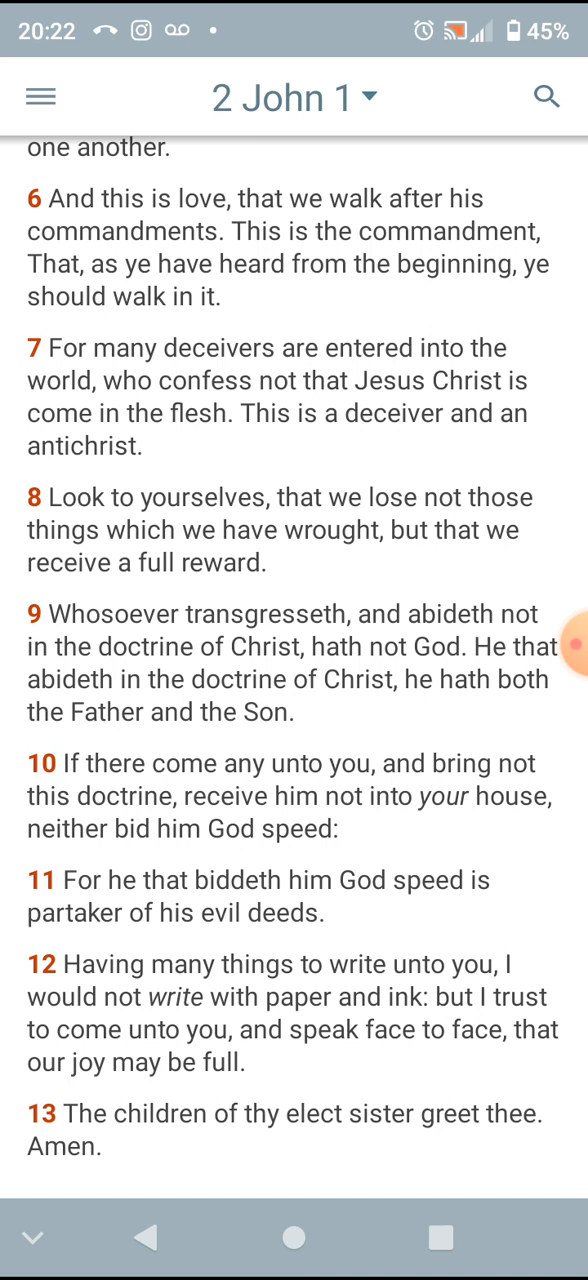 20:22
45%
2 John 1
one another.
6 And this is love, that we walk after his
commandments. This is the commandment,
That, as ye have heard from the beginning, ye
should walk in it.
7 For many deceivers are entered into the
world, who confess not that Jesus Christ is
come in the flesh. This is a deceiver and an
antichrist.
8 Look to yourselves, that we lose not those
things which we have wrought, but that we
receive a full reward.
9 Whosoever transgresseth, and abideth not
in the doctrine of Christ, hath not God. He that
abideth in the doctrine of Christ, he hath both
the Father and the Son.
10 If there come any unto you, and bring not
this doctrine, receive him not into your house,
neither bid him God speed:
11 For he that biddeth him God speed is
partaker of his evil deeds.
12 Having many things to write unto you, I
would not write with paper and ink: but I trust
to come unto you, and speak face to face, that
our joy may be full.
13 The children of thy elect sister greet thee.
Amen.